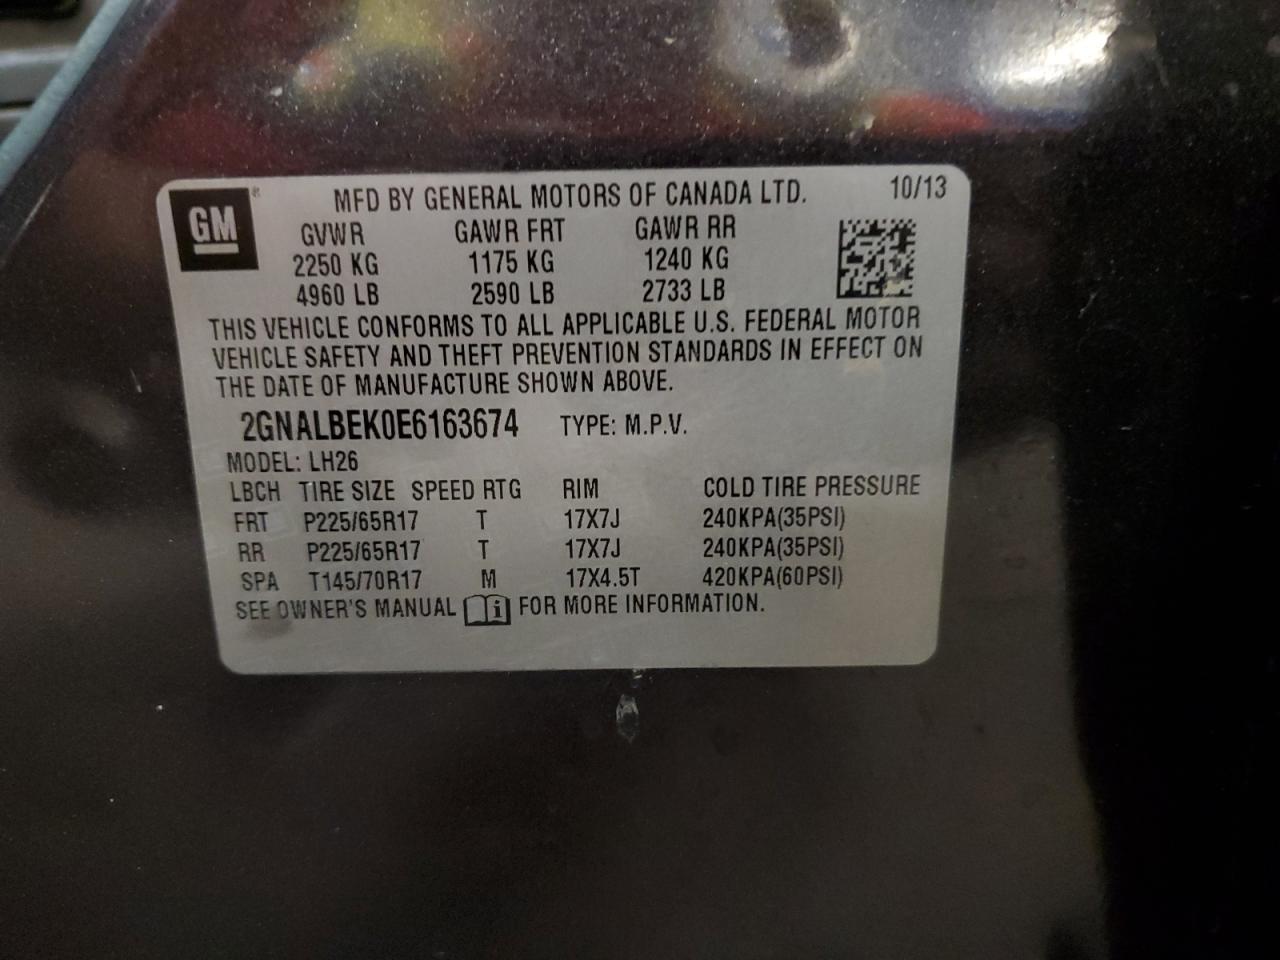 GM ® MFD BY GENERAL MOTORS OF CANADA LTD. 10/13
GVWR GAWR FRT GAWR RR
2250 KG 1175 KG 1240 KG
4960 LB 2590 LB 2733 LB
THIS VEHICLE CONFORMS TO ALL APPLICABLE U.S. FEDERAL MOTOR
VEHICLE SAFETY AND THEFT PREVENTION STANDARDS IN EFFECT ON
THE DATE OF MANUFACTURE SHOWN ABOVE.
2GNALBEK0E6163674 TYPE: M.P.V.
MODEL: LH26
LBCH TIRE SIZE SPEED RTG RIM COLD TIRE PRESSURE
FRT P225/65R17 T 17X7J 240KPA(35PSI)
RR P225/65R17 T 17X7J 240KPA(35PSI)
SPA T145/70R17 M 17X4.5T 420KPA(60PSI)
SEE OWNER'S MANUAL i FOR MORE INFORMATION.